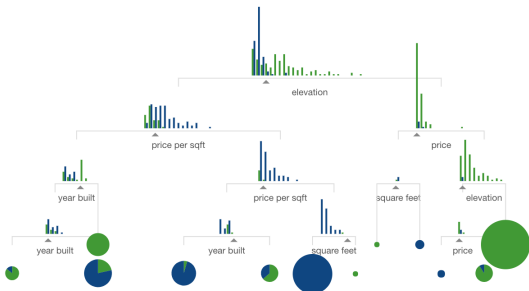 elevation
price per sqft
price
year built
price per sqft
square feet
elevation
year built
year built
square feet
price